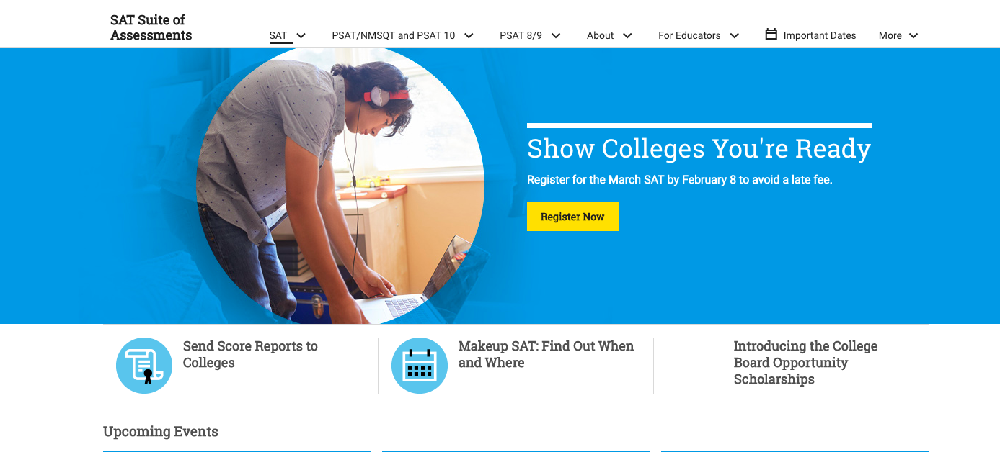 SAT Suite of
Assessments
SAT PSAT/NMSQT and PSAT 10 PSAT 8/9 About For Educators Important Dates More
Show Colleges You're Ready
Register for the March SAT by February 8 to avoid a late fee.
Register Now
Send Score Reports to
Colleges
Makeup SAT: Find Out When
and Where
Introducing the College
Board Opportunity
Scholarships
Upcoming Events